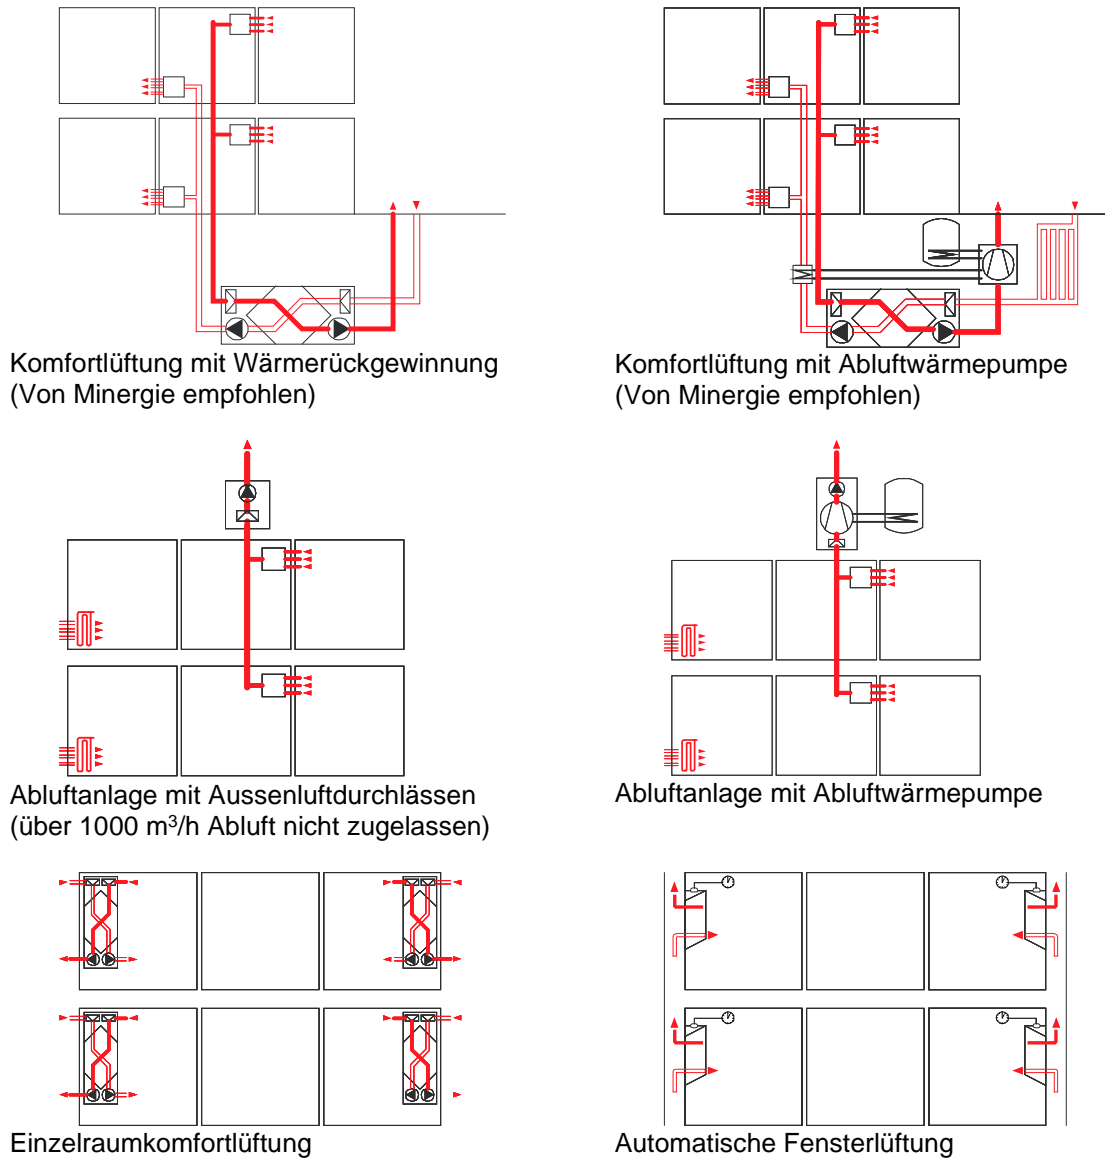 Komfortlüftung mit Wärmerückgewinnung
(Von Minergie empfohlen)
Komfortlüftung mit Abluftwärmepumpe
(Von Minergie empfohlen)
Abluftanlage mit Aussenluftdurchlässen
(über 1000 m³/h Abluft nicht zugelassen)
Abluftanlage mit Abluftwärmepumpe
Einzelraumkomfortlüftung
Automatische Fensterlüftung